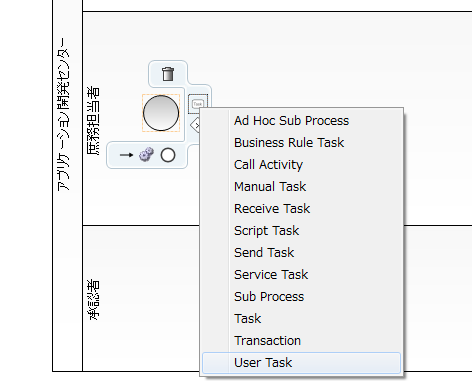 アプリケーション開発センター
庶務担当者
承認者
Ad Hoc Sub Process
Business Rule Task
Call Activity
Manual Task
Receive Task
Script Task
Send Task
Service Task
Sub Process
Task
Transaction
User Task